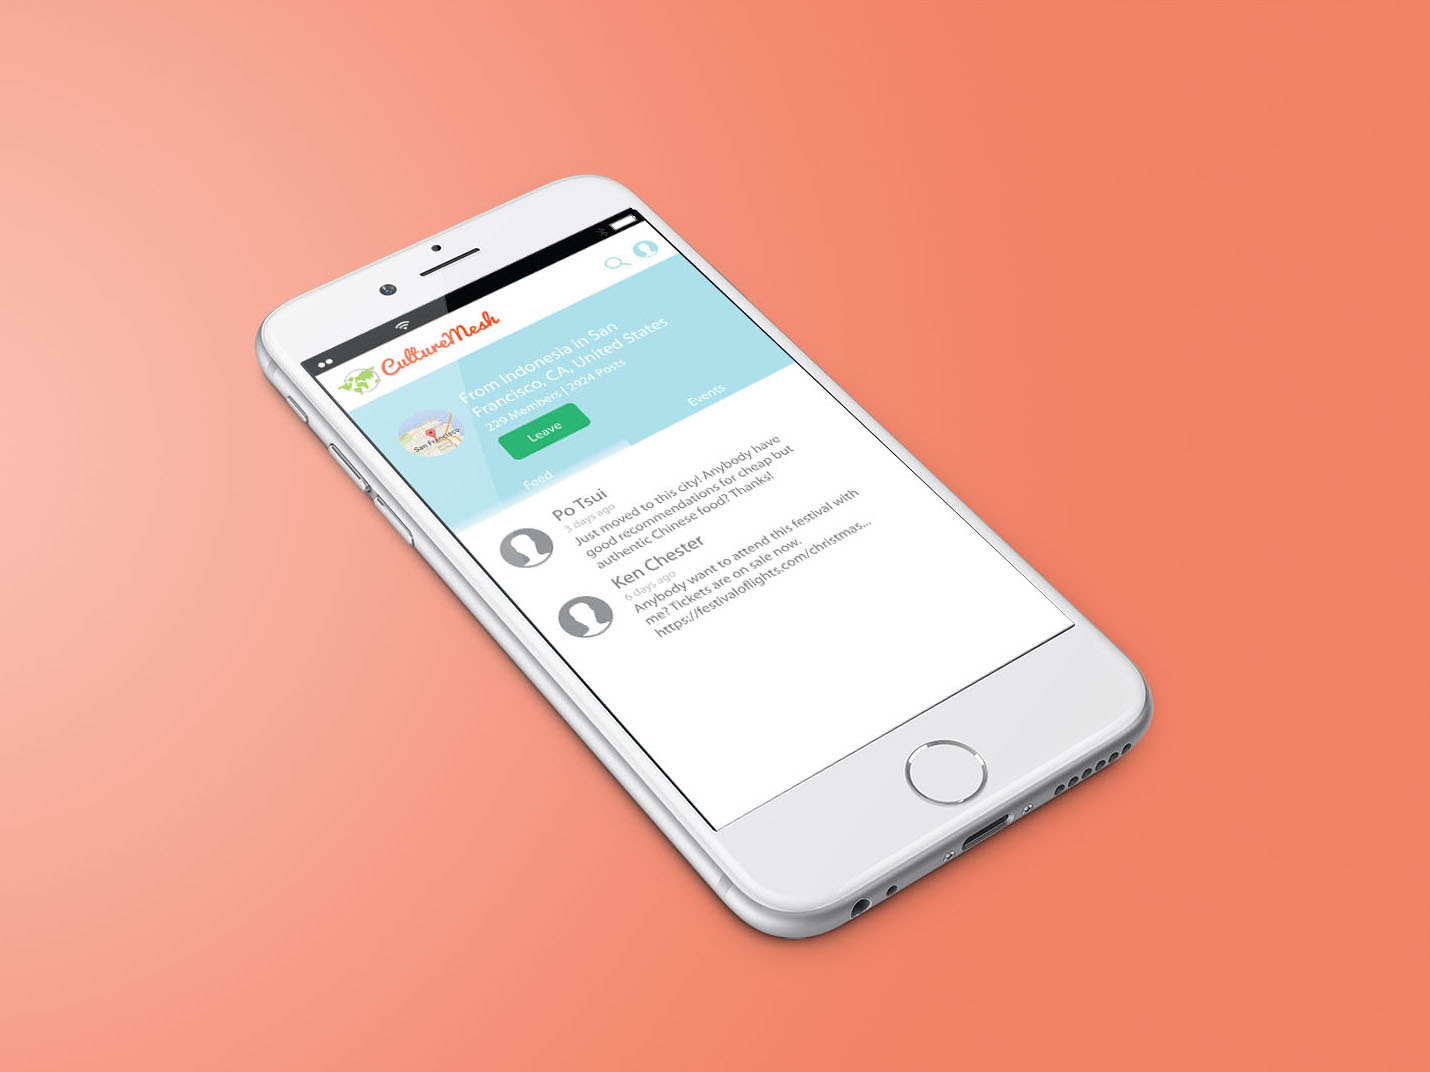 CultureMesh
From Indonesia in San
Francisco, CA, United States
229 Members | 2924 Posts
San Francisco
Leave
Feed
Events
Po Tsui
3 days ago
Just moved to this city! Anybody have
good recommendations for cheap but
authentic Chinese food? Thanks!
Ken Chester
6 days ago
Anybody want to attend this festival with
me? Tickets are on sale now.
https://festivaloflights.com/christmas...